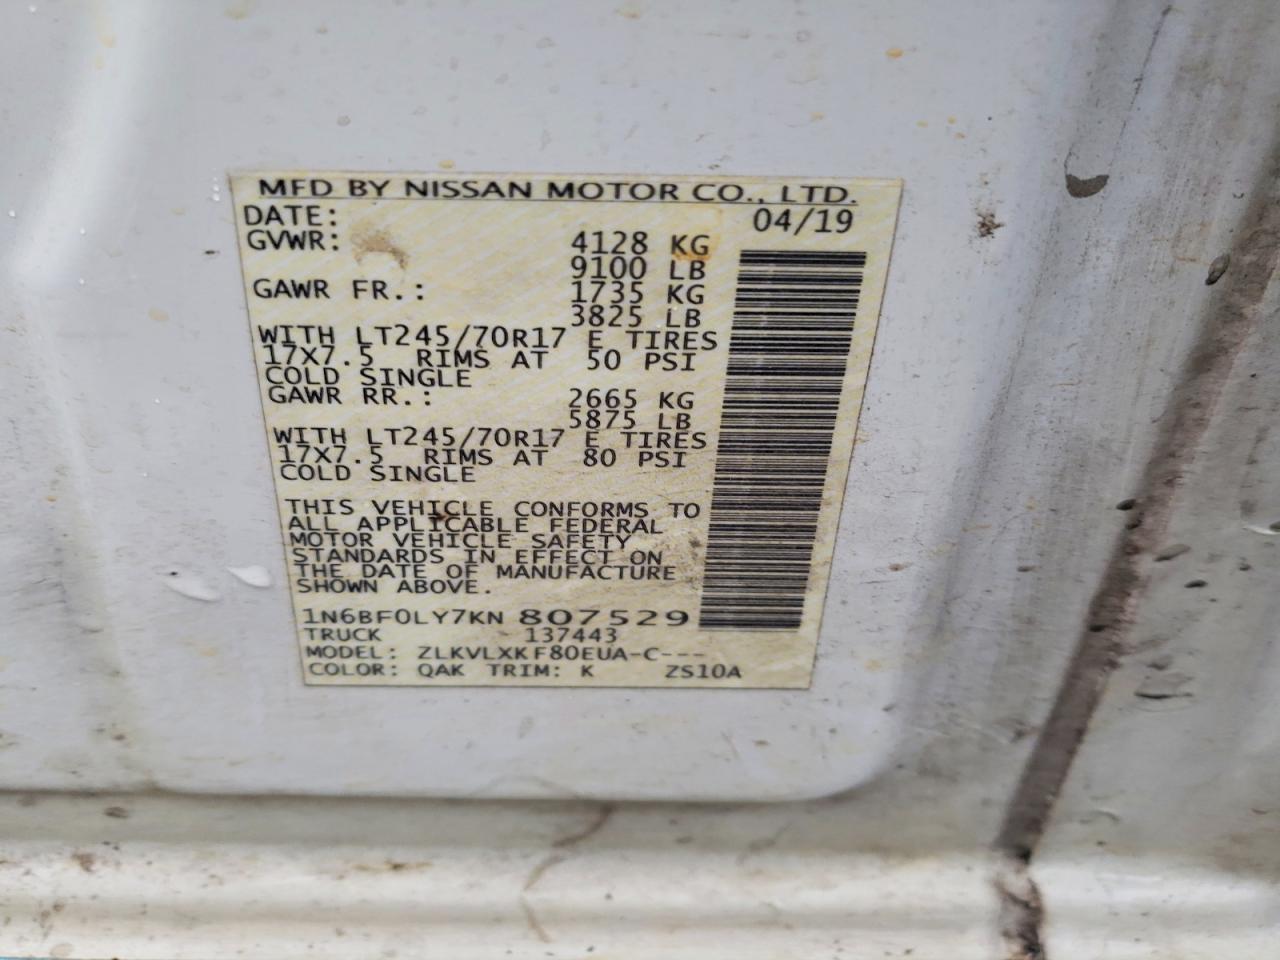 MFD BY NISSAN MOTOR CO., LTD.
DATE: 04/19
GVWR: 4128 KG
9100 LB
GAWR FR.: 1735 KG
3825 LB
WITH LT245/70R17 E TIRES
17X7.5 RIMS AT 50 PSI
COLD SINGLE
GAWR RR.: 2665 KG
5875 LB
WITH LT245/70R17 E TIRES
17X7.5 RIMS AT 80 PSI
COLD SINGLE
THIS VEHICLE CONFORMS TO
ALL APPLICABLE FEDERAL
MOTOR VEHICLE SAFETY
STANDARDS IN EFFECT ON
THE DATE OF MANUFACTURE
SHOWN ABOVE.
1N6BF0LY7KN 807529
TRUCK 137443
MODEL: ZLKVLXKF80EUA-C---
COLOR: QAK TRIM: K ZS10A